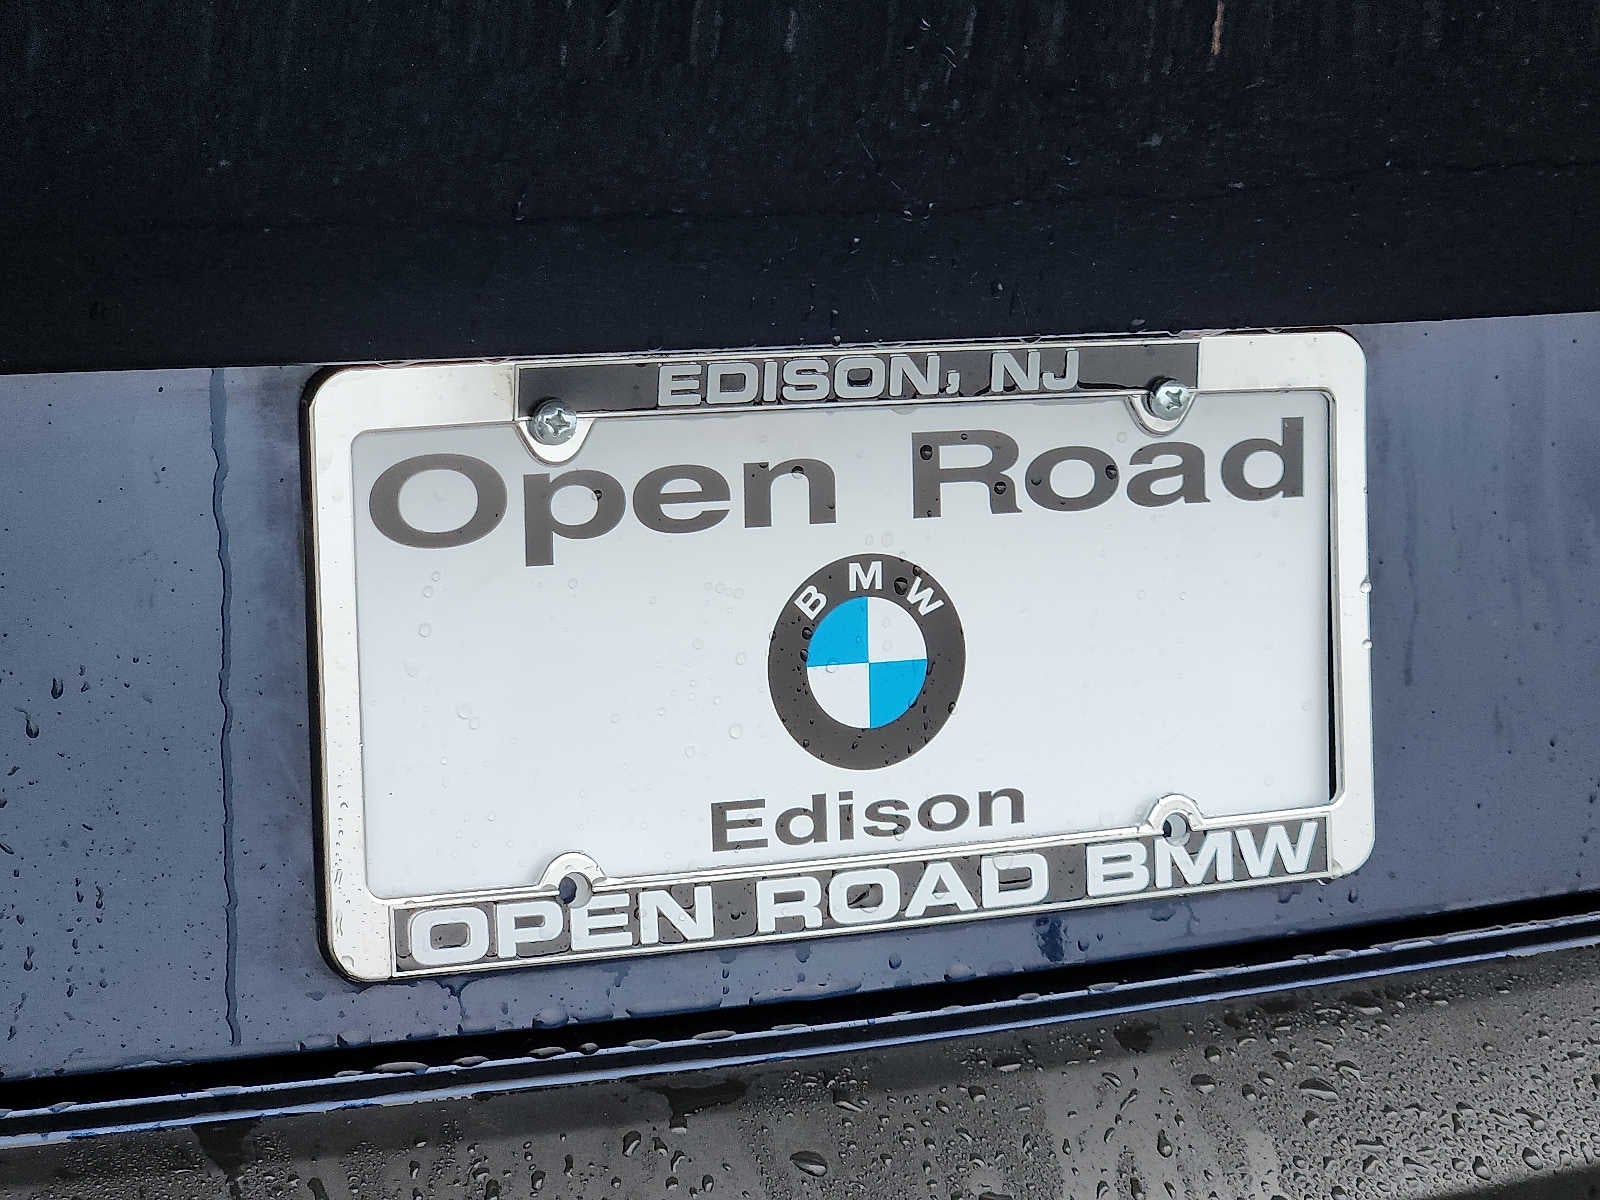 EDISON, NJ
Open Road
BMW
Edison
OPEN ROAD BMW